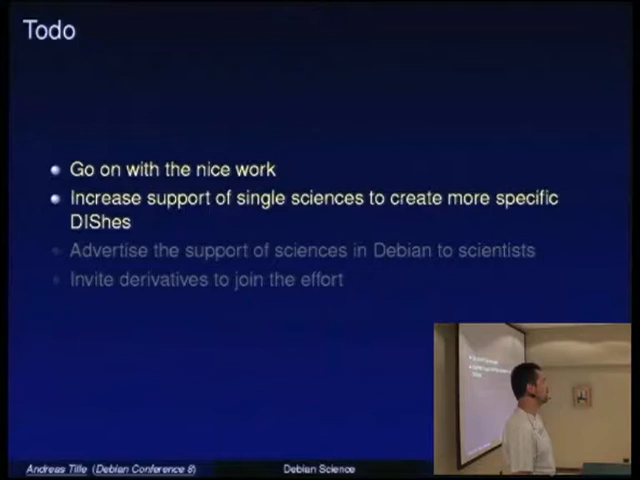 Todo
Go on with the nice work
Increase support of single sciences to create more specific
DIShes
Advertise the support of sciences in Debian to scientists
Invite derivatives to join the effort
Andreas Tille (Debian Conference 8)
Debian Science